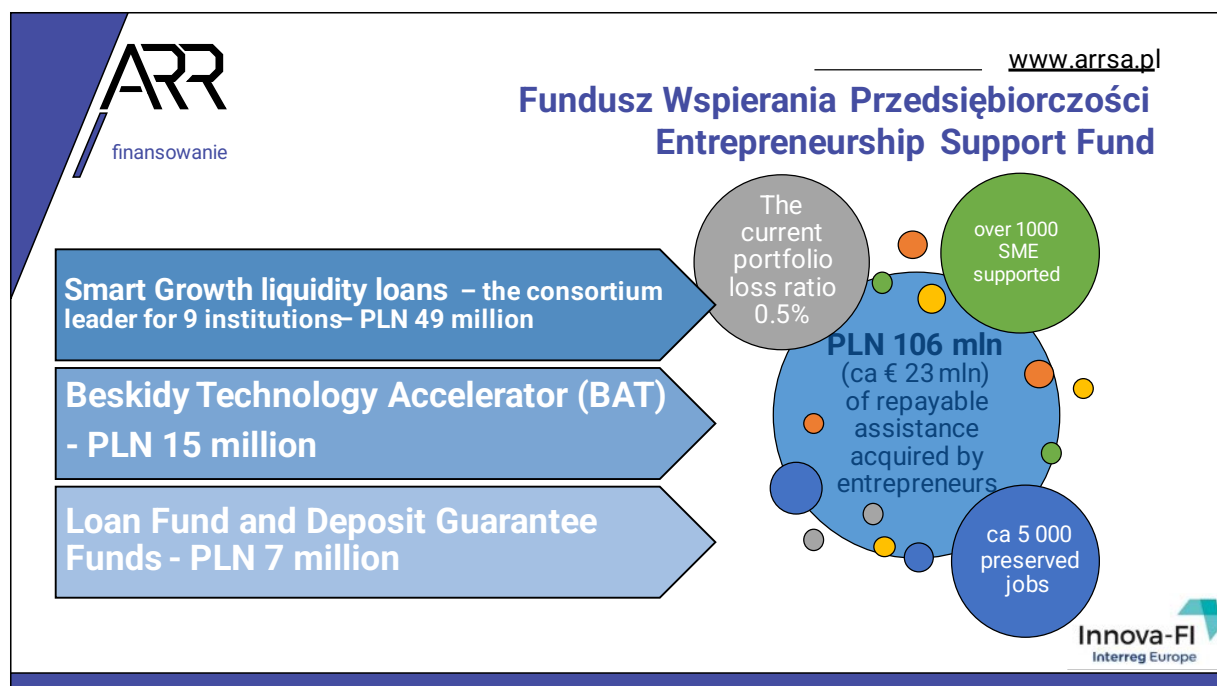 ARR
finansowanie
www.arrsa.pl
Fundusz Wspierania Przedsiębiorczości
Entrepreneurship Support Fund
Smart Growth liquidity loans – the consortium
leader for 9 institutions– PLN 49 million
Beskidy Technology Accelerator (BAT)
- PLN 15 million
Loan Fund and Deposit Guarantee
Funds - PLN 7 million
The
current
portfolio
loss ratio
0.5%
over 1000
SME
supported
PLN 106 mln
(ca € 23 mln)
of repayable
assistance
acquired by
entrepreneurs
ca 5 000
preserved
jobs
Innova-FI
Interreg Europe